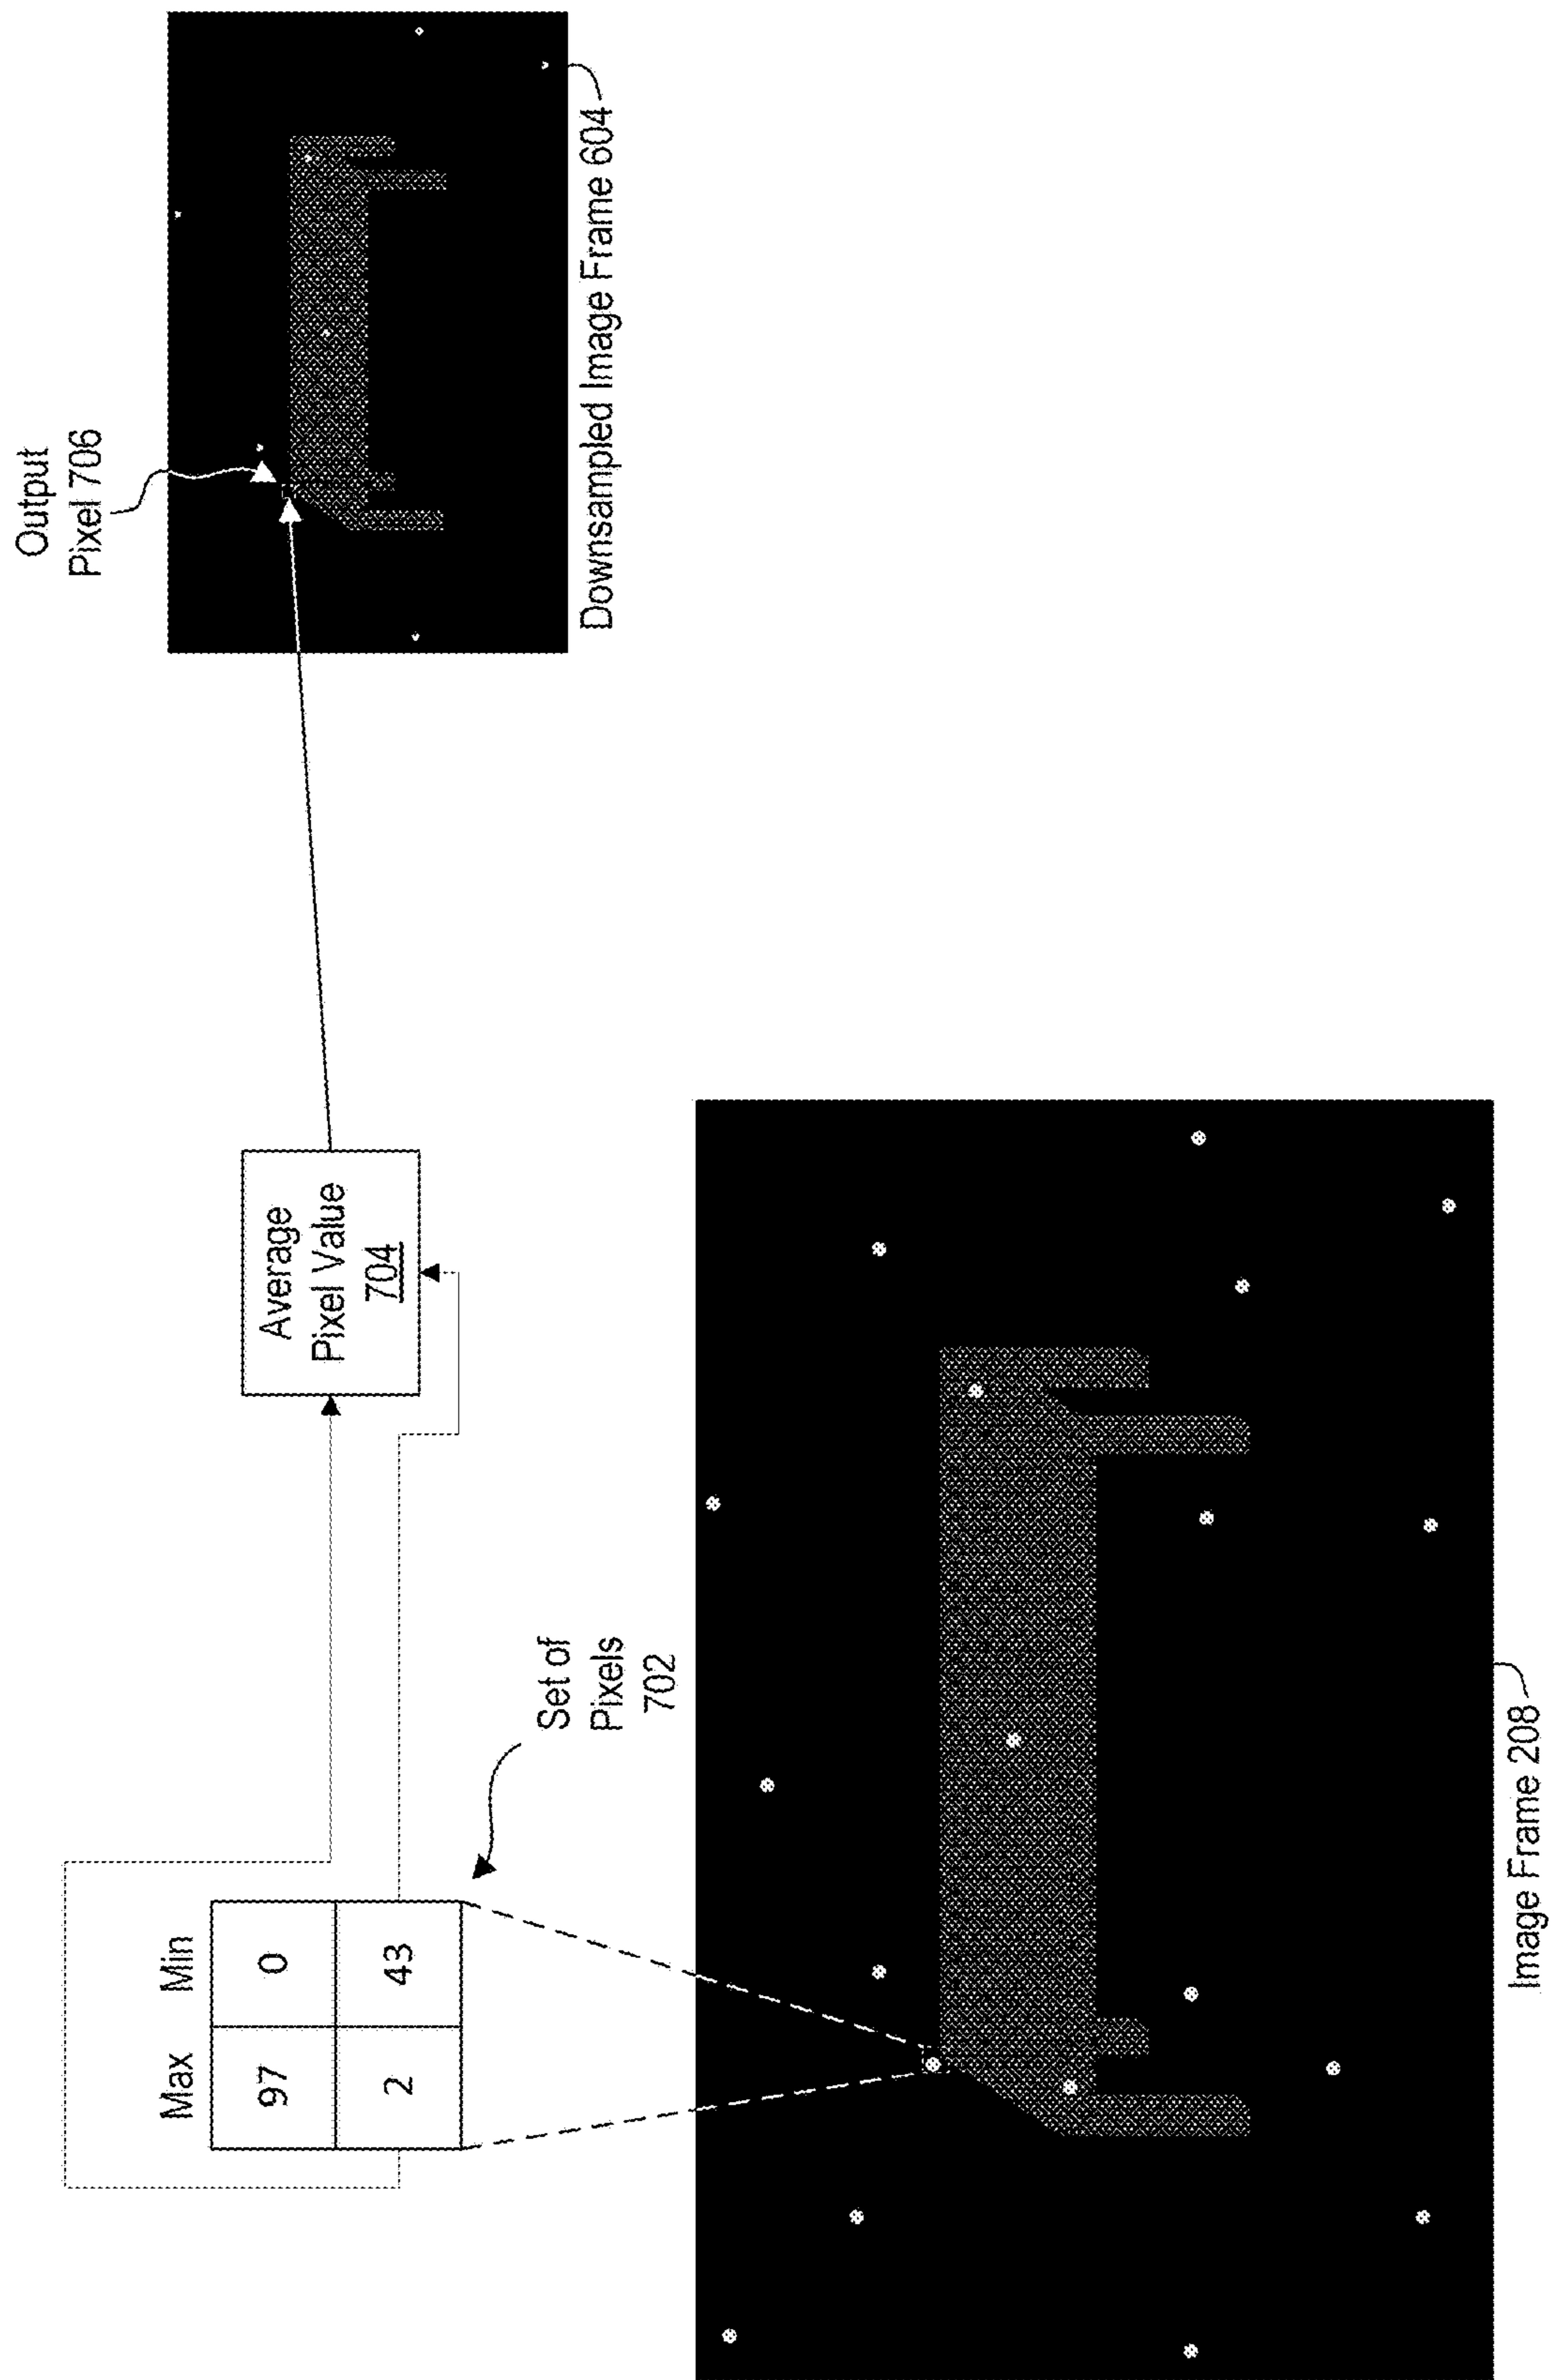 Max
Min
97
0
2
43
Set of
Pixels
702
Average
Pixel Value
704
Output
Pixel 706
Downsampled Image Frame 604
Image Frame 208